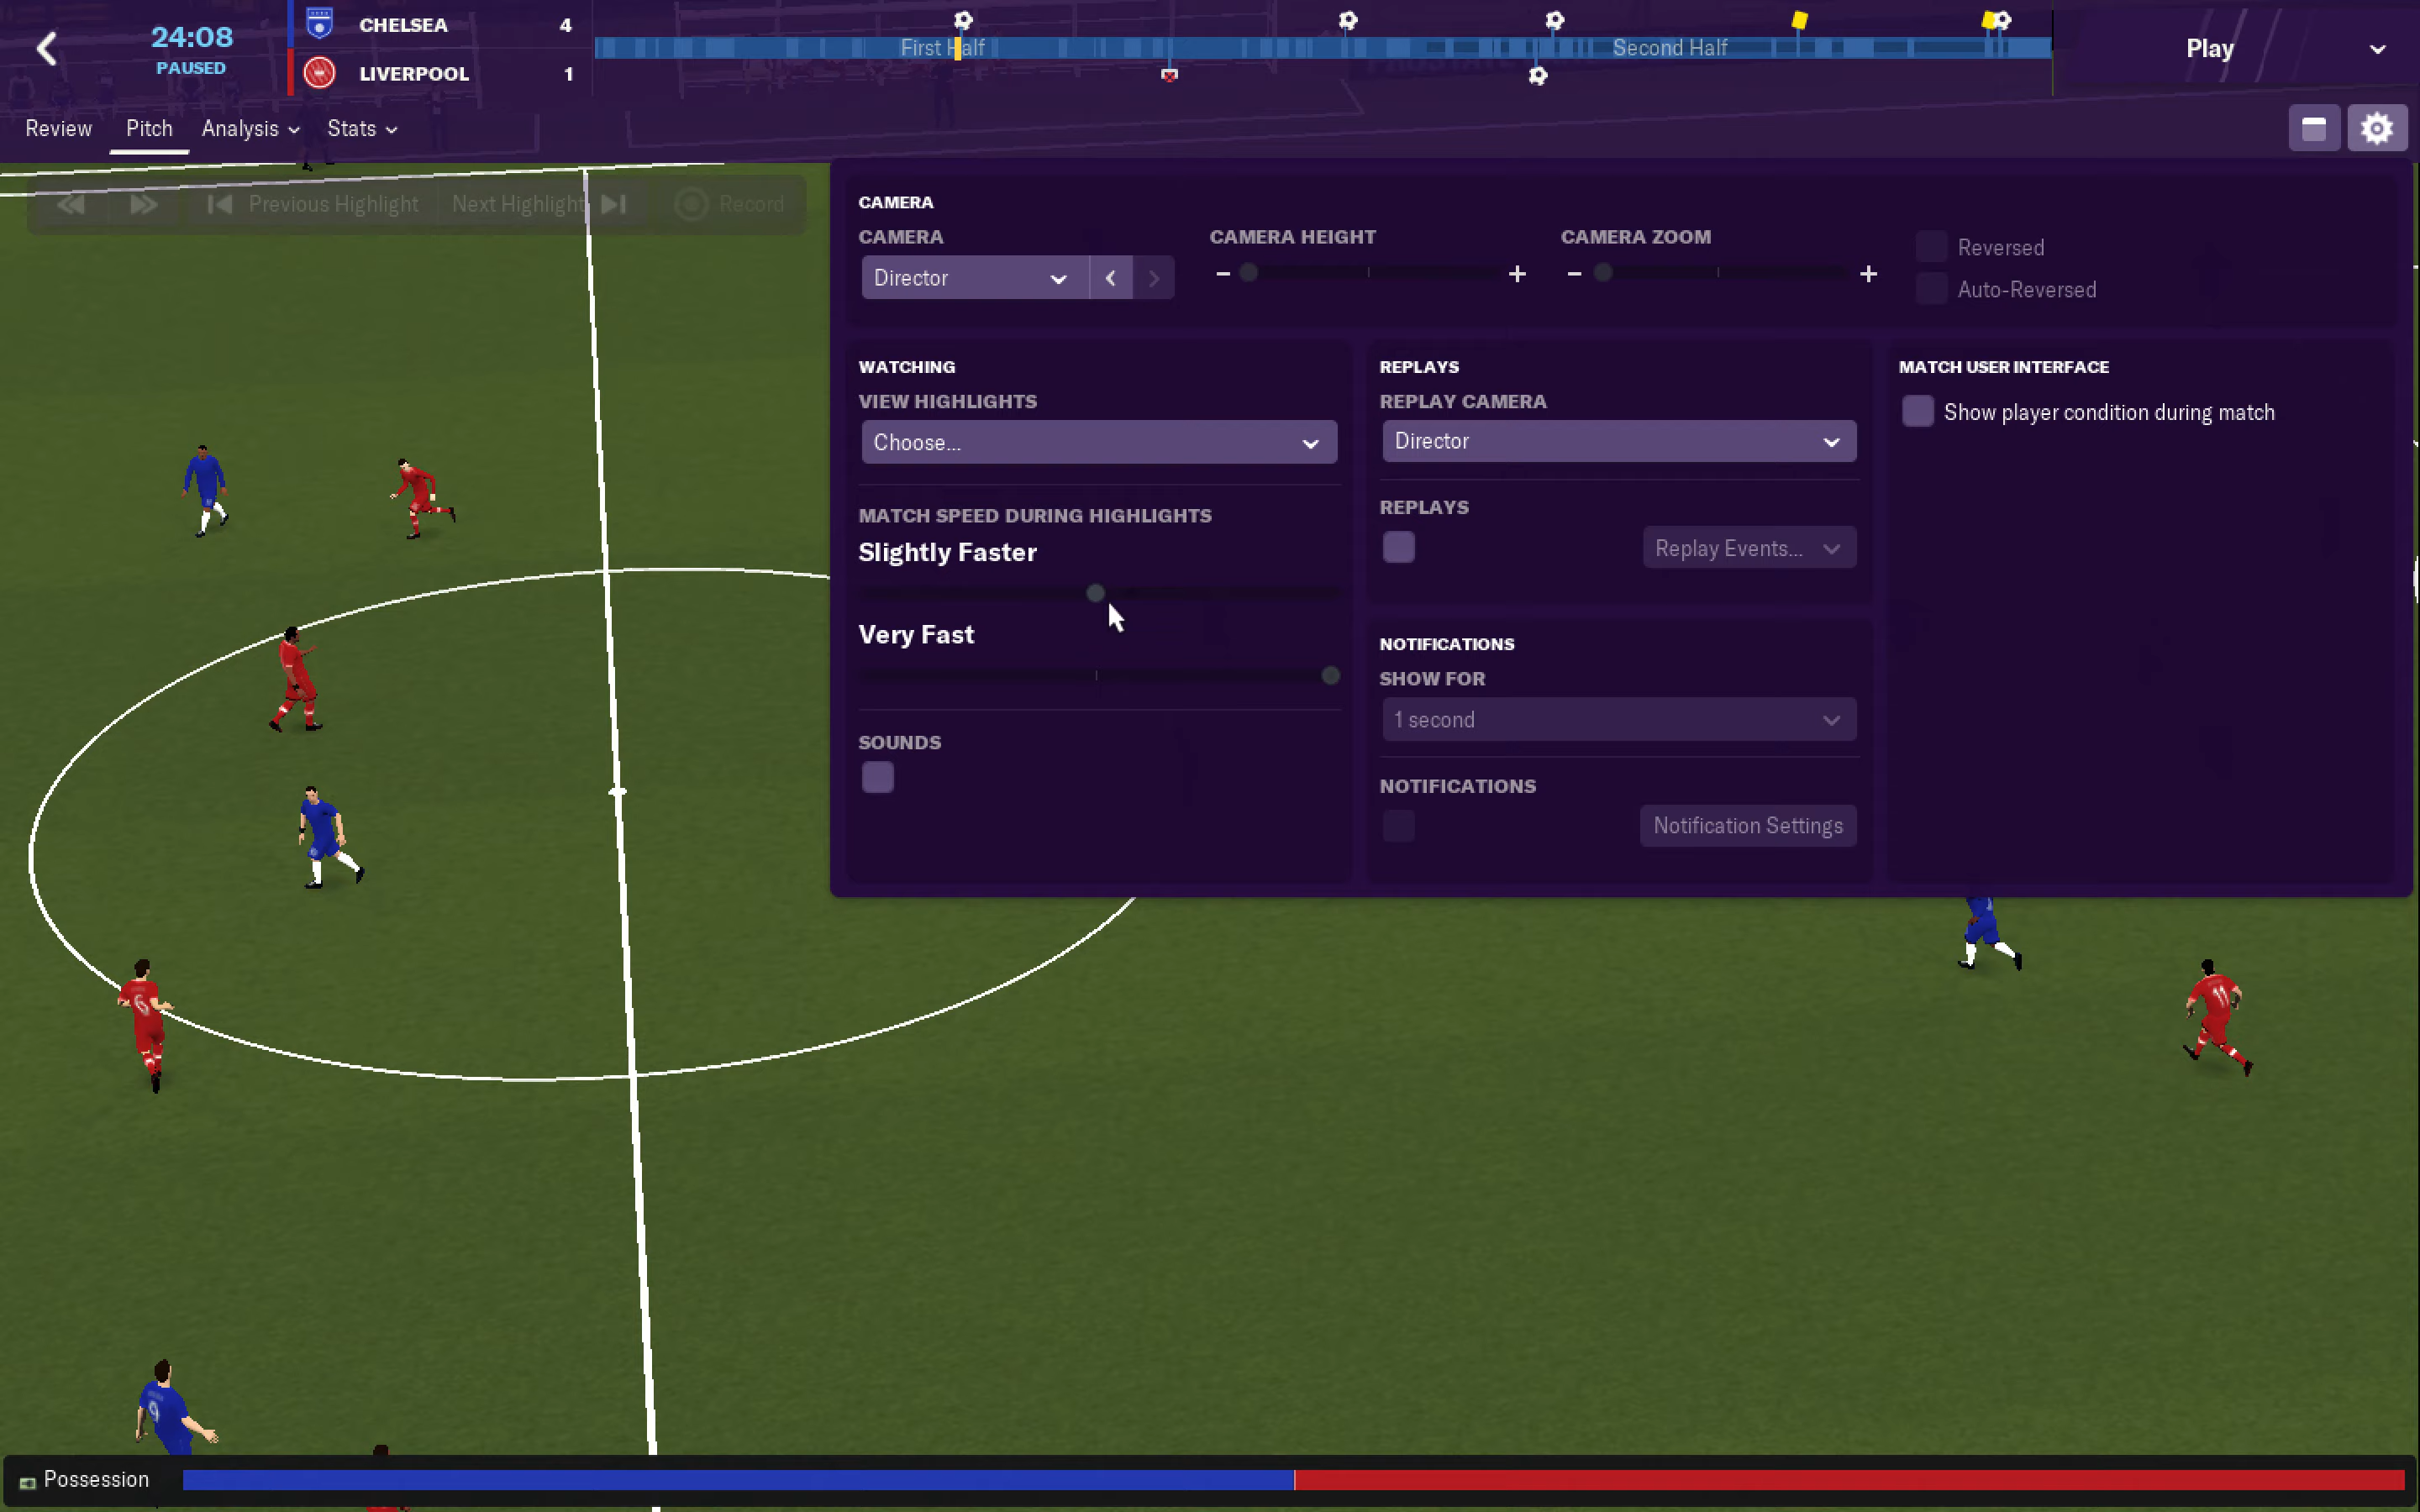 24:08
PAUSED
CHELSEA 4
LIVERPOOL 1
First Half
Second Half
Play
Review
Pitch
Analysis
Stats
Previous Highlight
Next Highlight
Record
CAMERA
CAMERA
Director
CAMERA HEIGHT
CAMERA ZOOM
Reversed
Auto-Reversed
WATCHING
VIEW HIGHLIGHTS
Choose...
MATCH SPEED DURING HIGHLIGHTS
Slightly Faster
Very Fast
SOUNDS
REPLAYS
REPLAY CAMERA
Director
REPLAYS
Replay Events...
NOTIFICATIONS
SHOW FOR
1 second
NOTIFICATIONS
Notification Settings
MATCH USER INTERFACE
Show player condition during match
6
11
9
Possession